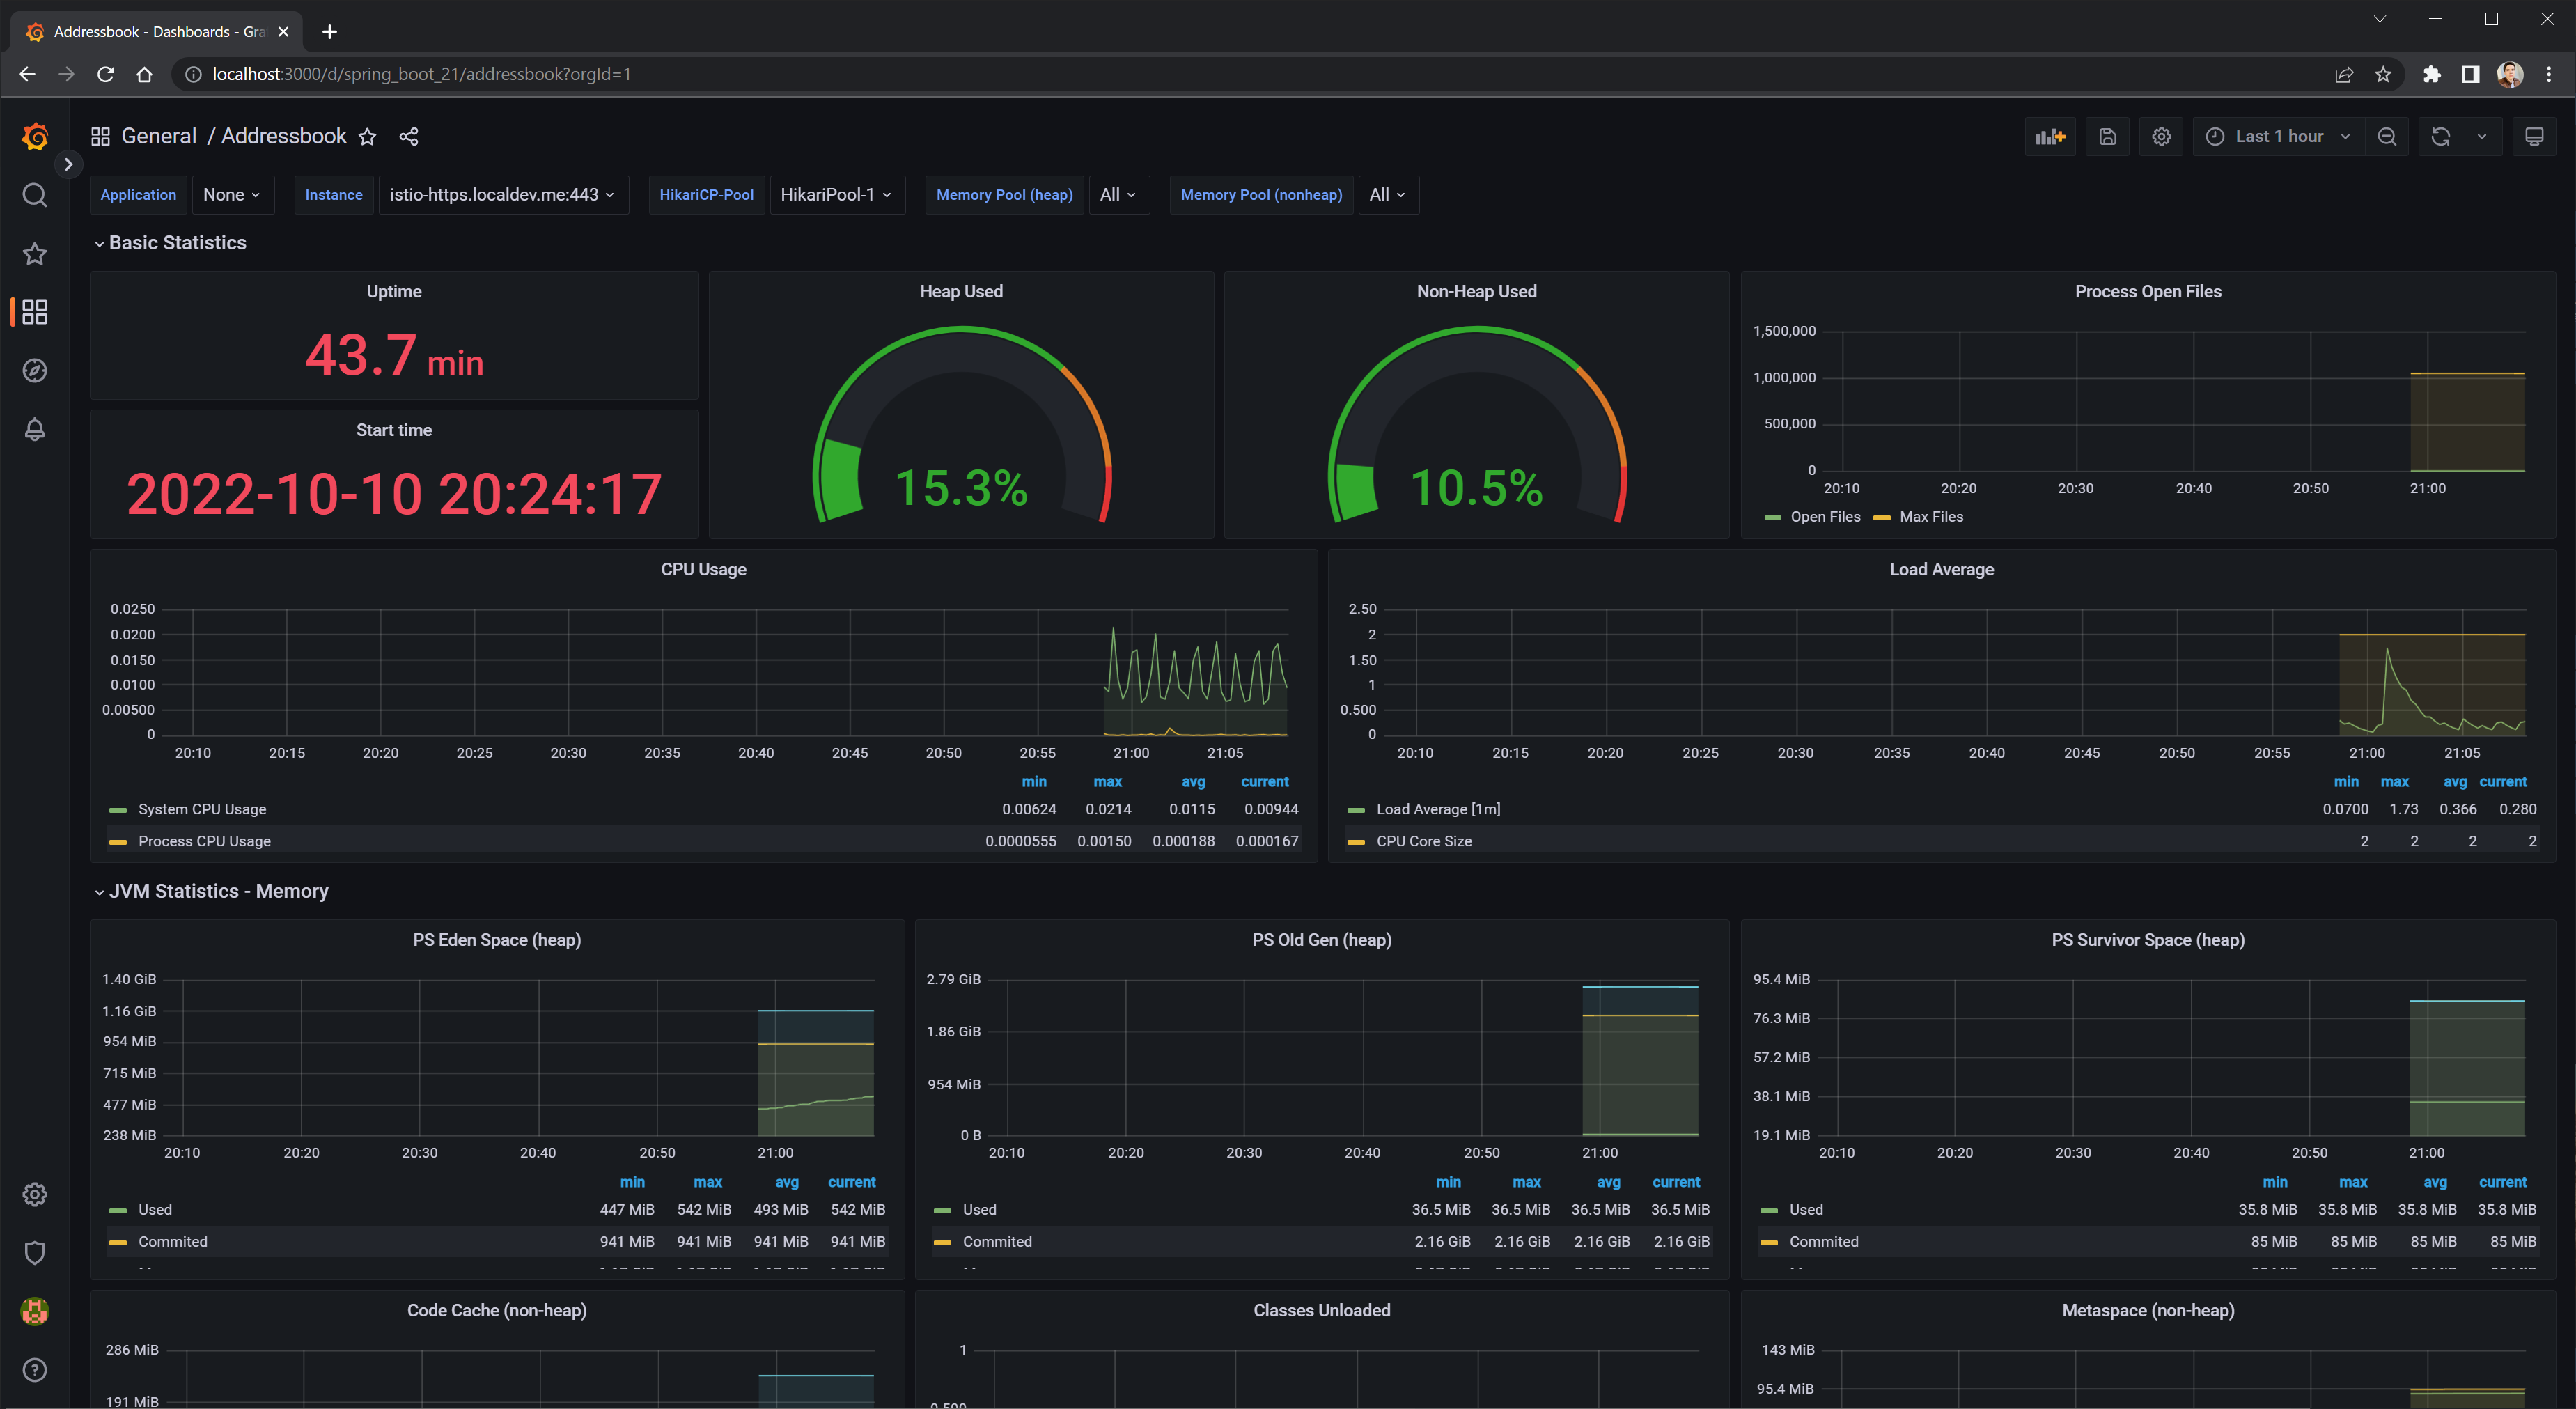 Addressbook - Dashboards - Gra
localhost:3000/d/spring_boot_21/addressbook?orgId=1
General / Addressbook
Last 1 hour
Application None Instance istio-https.localdev.me:443 HikariCP-Pool HikariPool-1 Memory Pool (heap) All Memory Pool (nonheap) All
Basic Statistics
Uptime
43.7 min
Start time
2022-10-10 20:24:17
Heap Used
15.3%
Non-Heap Used
10.5%
Process Open Files
1,500,000
1,000,000
500,000
0
20:10 20:20 20:30 20:40 20:50 21:00
Open Files Max Files
CPU Usage
0.0250
0.0200
0.0150
0.0100
0.00500
0
20:10 20:15 20:20 20:25 20:30 20:35 20:40 20:45 20:50 20:55 21:00 21:05
min max avg current
System CPU Usage 0.00624 0.0214 0.0115 0.00944
Process CPU Usage 0.0000555 0.00150 0.000188 0.000167
Load Average
2.50
2
1.50
1
0.500
0
20:10 20:15 20:20 20:25 20:30 20:35 20:40 20:45 20:50 20:55 21:00 21:05
min max avg current
Load Average [1m] 0.0700 1.73 0.366 0.280
CPU Core Size 2 2 2 2
JVM Statistics - Memory
PS Eden Space (heap)
1.40 GiB
1.16 GiB
954 MiB
715 MiB
477 MiB
238 MiB
20:10 20:20 20:30 20:40 20:50 21:00
min max avg current
Used 447 MiB 542 MiB 493 MiB 542 MiB
Commited 941 MiB 941 MiB 941 MiB 941 MiB
PS Old Gen (heap)
2.79 GiB
1.86 GiB
954 MiB
0 B
20:10 20:20 20:30 20:40 20:50 21:00
min max avg current
Used 36.5 MiB 36.5 MiB 36.5 MiB 36.5 MiB
Commited 2.16 GiB 2.16 GiB 2.16 GiB 2.16 GiB
PS Survivor Space (heap)
95.4 MiB
76.3 MiB
57.2 MiB
38.1 MiB
19.1 MiB
20:10 20:20 20:30 20:40 20:50 21:00
min max avg current
Used 35.8 MiB 35.8 MiB 35.8 MiB 35.8 MiB
Commited 85 MiB 85 MiB 85 MiB 85 MiB
Code Cache (non-heap)
286 MiB
191 MiB
Classes Unloaded
1
0.500
Metaspace (non-heap)
143 MiB
95.4 MiB